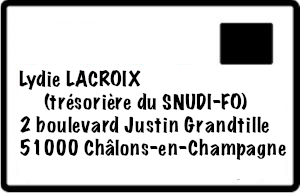 Lydie LACROIX
(trésorière du SNUDI-FO)
2 boulevard Justin Grandtille
51000 Châlons-en-Champagne